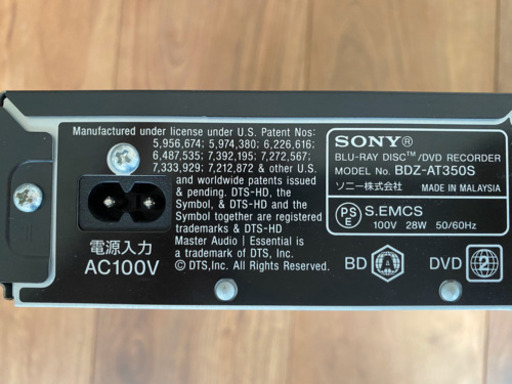 Manufactured under license under U.S. Patent Nos:
5,956,674; 5,974,380; 6,226,616;
6,487,535; 7,392,195; 7,272,567;
7,333,929; 7,212,872 & other U.S.
and worldwide patents issued
& pending. DTS-HD, the
Symbol, & DTS-HD and the
Symbol together are registered
trademarks & DTS-HD
Master Audio | Essential is
a trademark of DTS, Inc.
© DTS, Inc. All Rights Reserved.
電源入力
AC100V
SONY®
BLU-RAY DISC™/DVD RECORDER
MODEL No. BDZ-AT350S
ソニー株式会社 MADE IN MALAYSIA
PS
E
S.EMCS
100V 28W 50/60Hz
BD A DVD 2